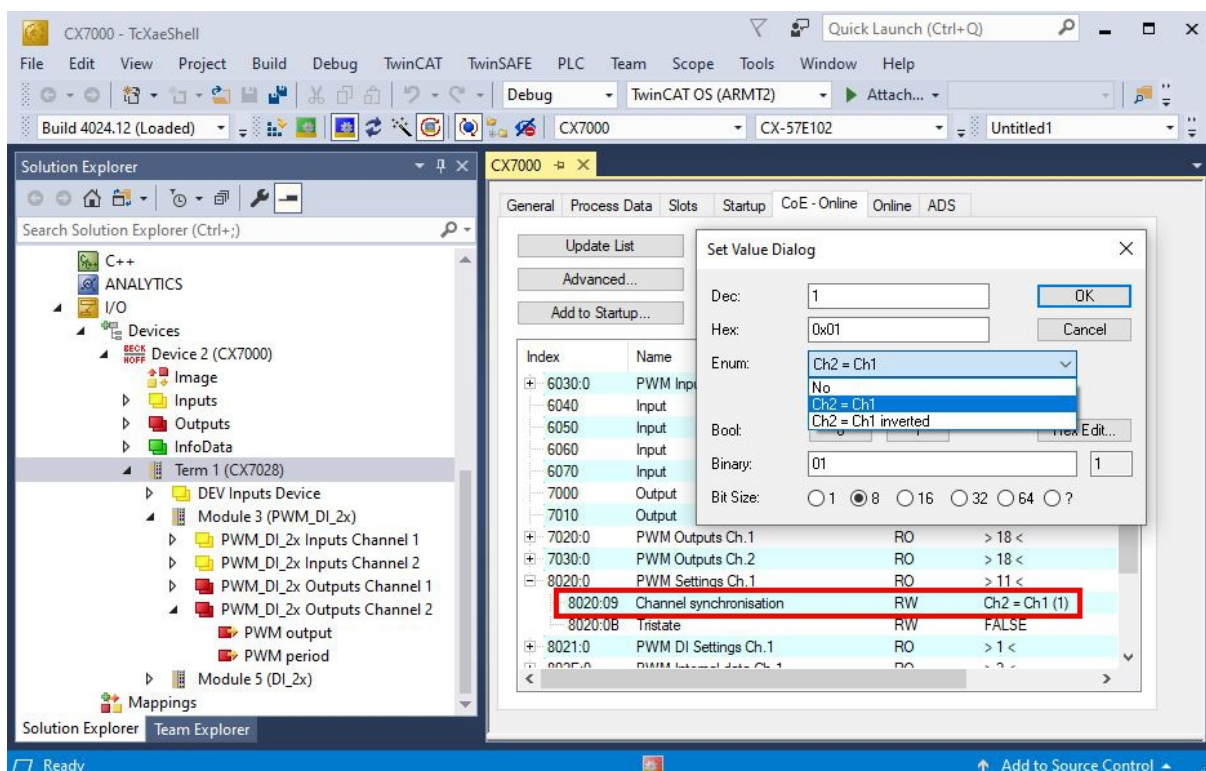 CX7000 - TcXaeShell
Quick Launch (Ctrl+Q)
File Edit View Project Build Debug TwinCAT TwinSAFE PLC Team Scope Tools Window Help
Debug TwinCAT OS (ARMT2) Attach...
Build 4024.12 (Loaded) CX7000 CX-57E102 Untitled1
Solution Explorer
Search Solution Explorer (Ctrl+;)
C++
ANALYTICS
I/O
Devices
BECK
HOFF
Device 2 (CX7000)
Image
Inputs
Outputs
InfoData
Term 1 (CX7028)
DEV Inputs Device
Module 3 (PWM_DI_2x)
PWM_DI_2x Inputs Channel 1
PWM_DI_2x Inputs Channel 2
PWM_DI_2x Outputs Channel 1
PWM_DI_2x Outputs Channel 2
PWM output
PWM period
Module 5 (DI_2x)
Mappings
Solution Explorer Team Explorer
CX7000
General Process Data Slots Startup CoE - Online Online ADS
Update List
Advanced...
Add to Startup...
Index Name
6030:0 PWM Inp
6040 Input
6050 Input
6060 Input
6070 Input
7000 Output
7010 Output
7020:0 PWM Outputs Ch.1 RO > 18 <
7030:0 PWM Outputs Ch.2 RO > 18 <
8020:0 PWM Settings Ch.1 RO > 11 <
8020:09 Channel synchronisation RW Ch2 = Ch1 (1)
8020:0B Tristate RW FALSE
8021:0 PWM DI Settings Ch.1 RO > 1 <
Set Value Dialog
Dec: 1 OK
Hex: 0x01 Cancel
Enum: Ch2 = Ch1
No
Ch2 = Ch1
Ch2 = Ch1 inverted
Bool: Hex Edit...
Binary: 01 1
Bit Size: 1 8 16 32 64 ?
Ready Add to Source Control